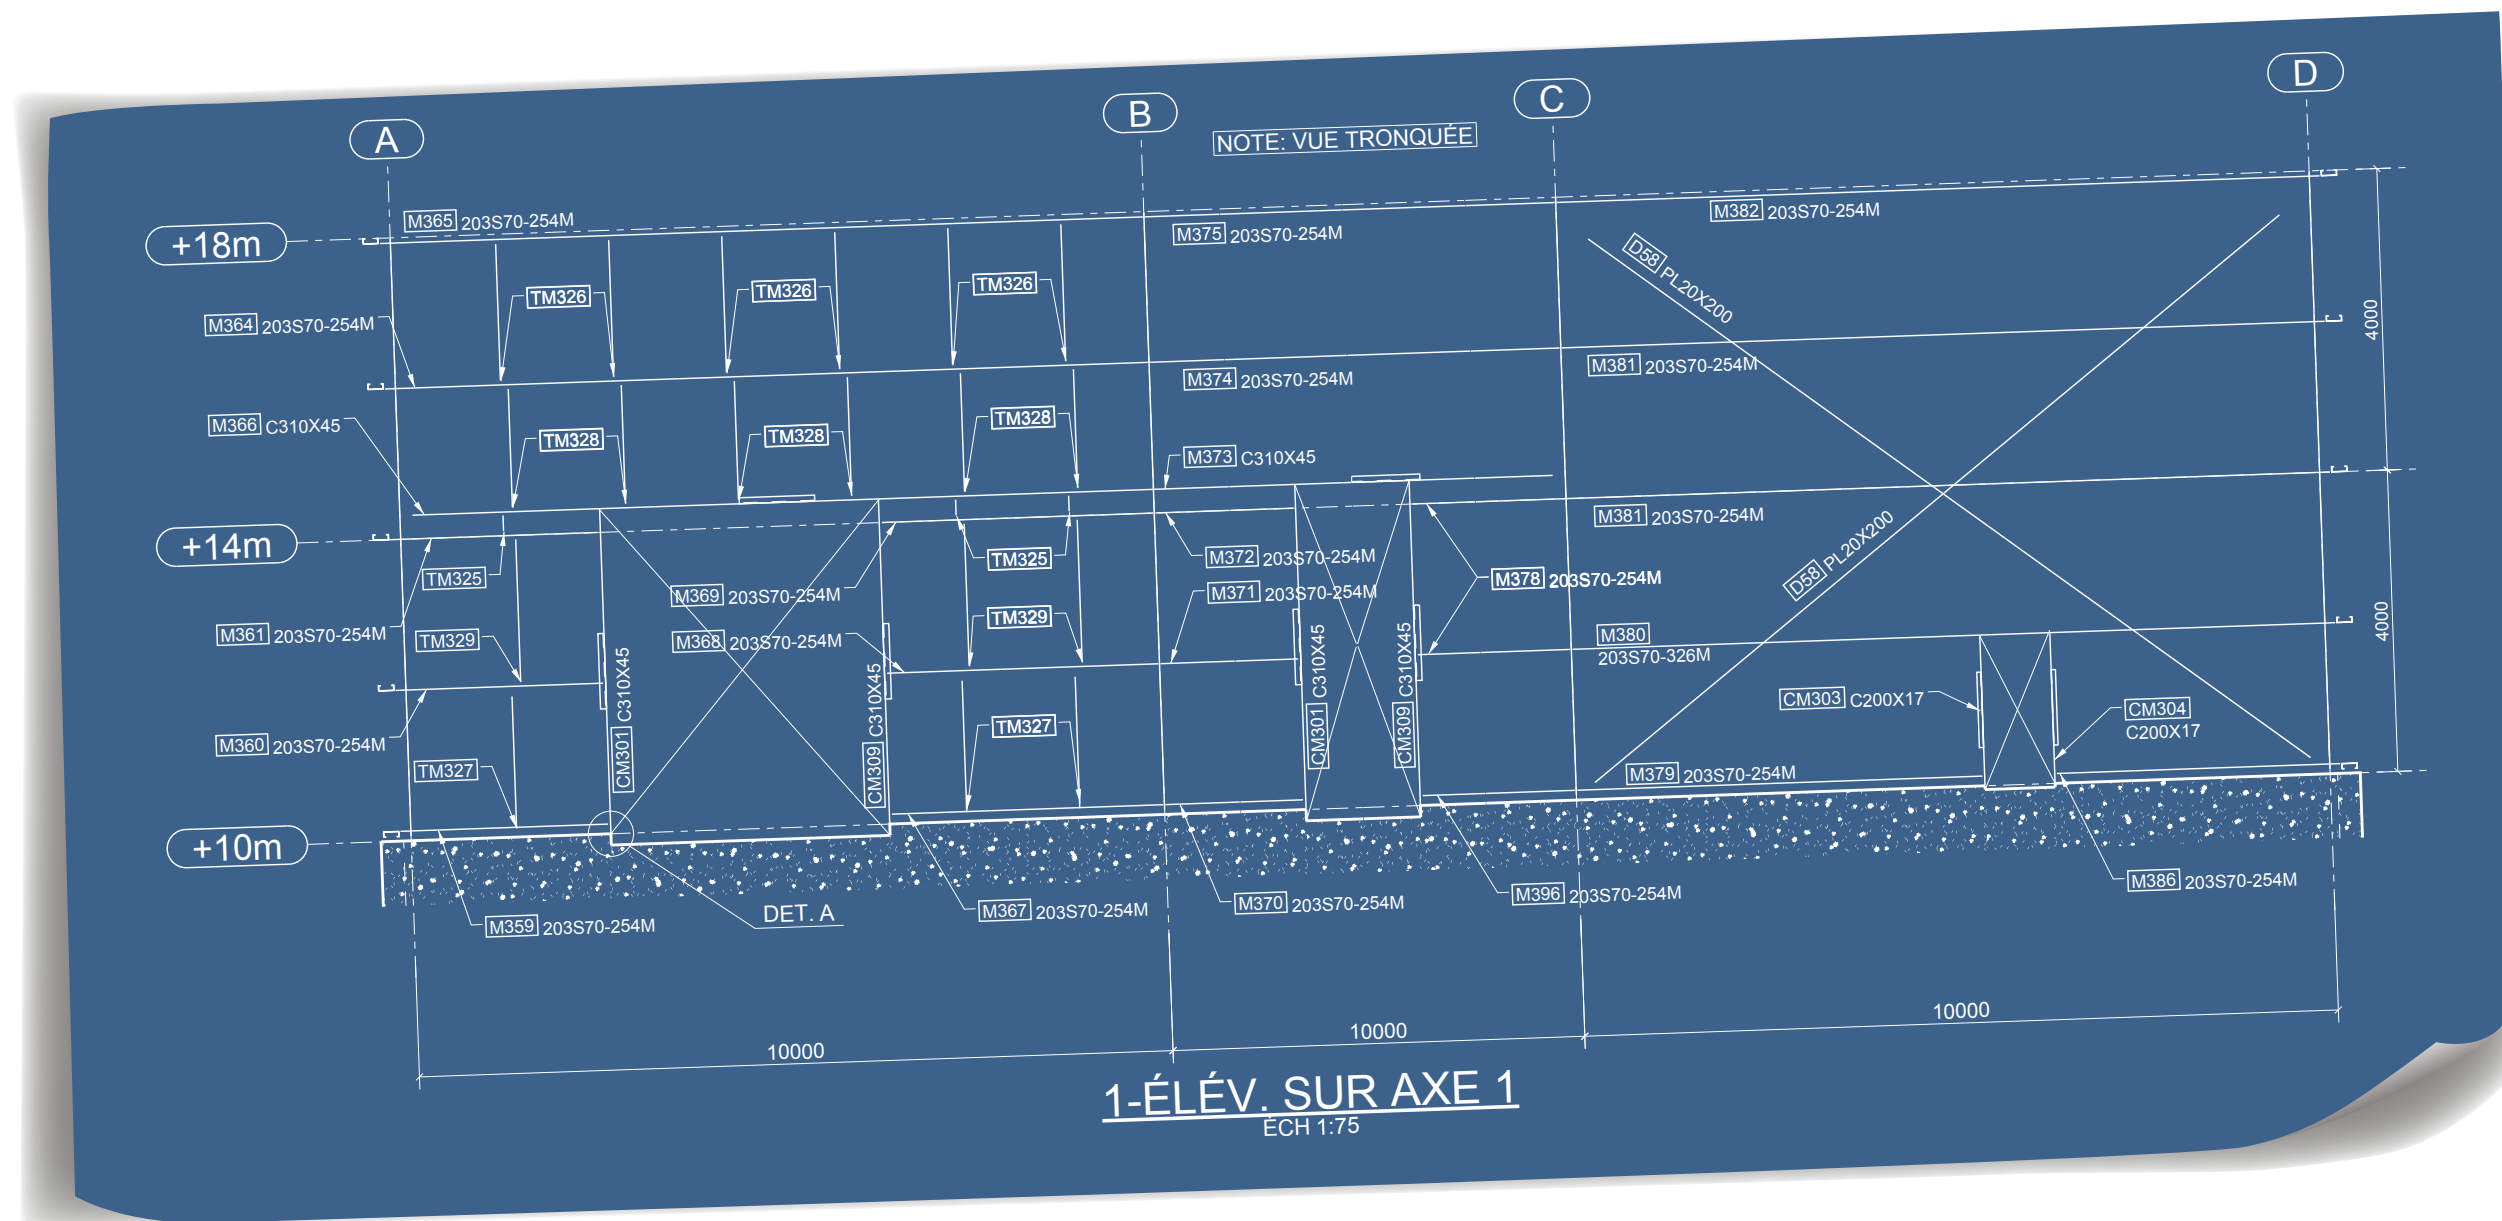 A
B
C
D
NOTE: VUE TRONQUÉE
+18m
M365 203S70-254M
M375 203S70-254M
M382 203S70-254M
D58 PL20X200
TM326
TM326
TM326
M364 203S70-254M
4000
M374 203S70-254M
M381 203S70-254M
M366 C310X45
TM328
TM328
TM328
M373 C310X45
+14m
M381 203S70-254M
D58 PL20X200
TM325
TM325
M372 203S70-254M
M378 203S70-254M
M369 203S70-254M
M371 203S70-254M
M361 203S70-254M
TM329
M368 203S70-254M
TM329
M380
203S70-326M
4000
CM301 C310X45
CM309 C310X45
CM301 C310X45
CM309 C310X45
CM303 C200X17
CM304
C200X17
M360 203S70-254M
TM327
TM327
M379 203S70-254M
+10m
M359 203S70-254M
DET. A
M367 203S70-254M
M370 203S70-254M
M396 203S70-254M
M386 203S70-254M
10000
10000
10000
1-ÉLÉV. SUR AXE 1
ÉCH 1:75